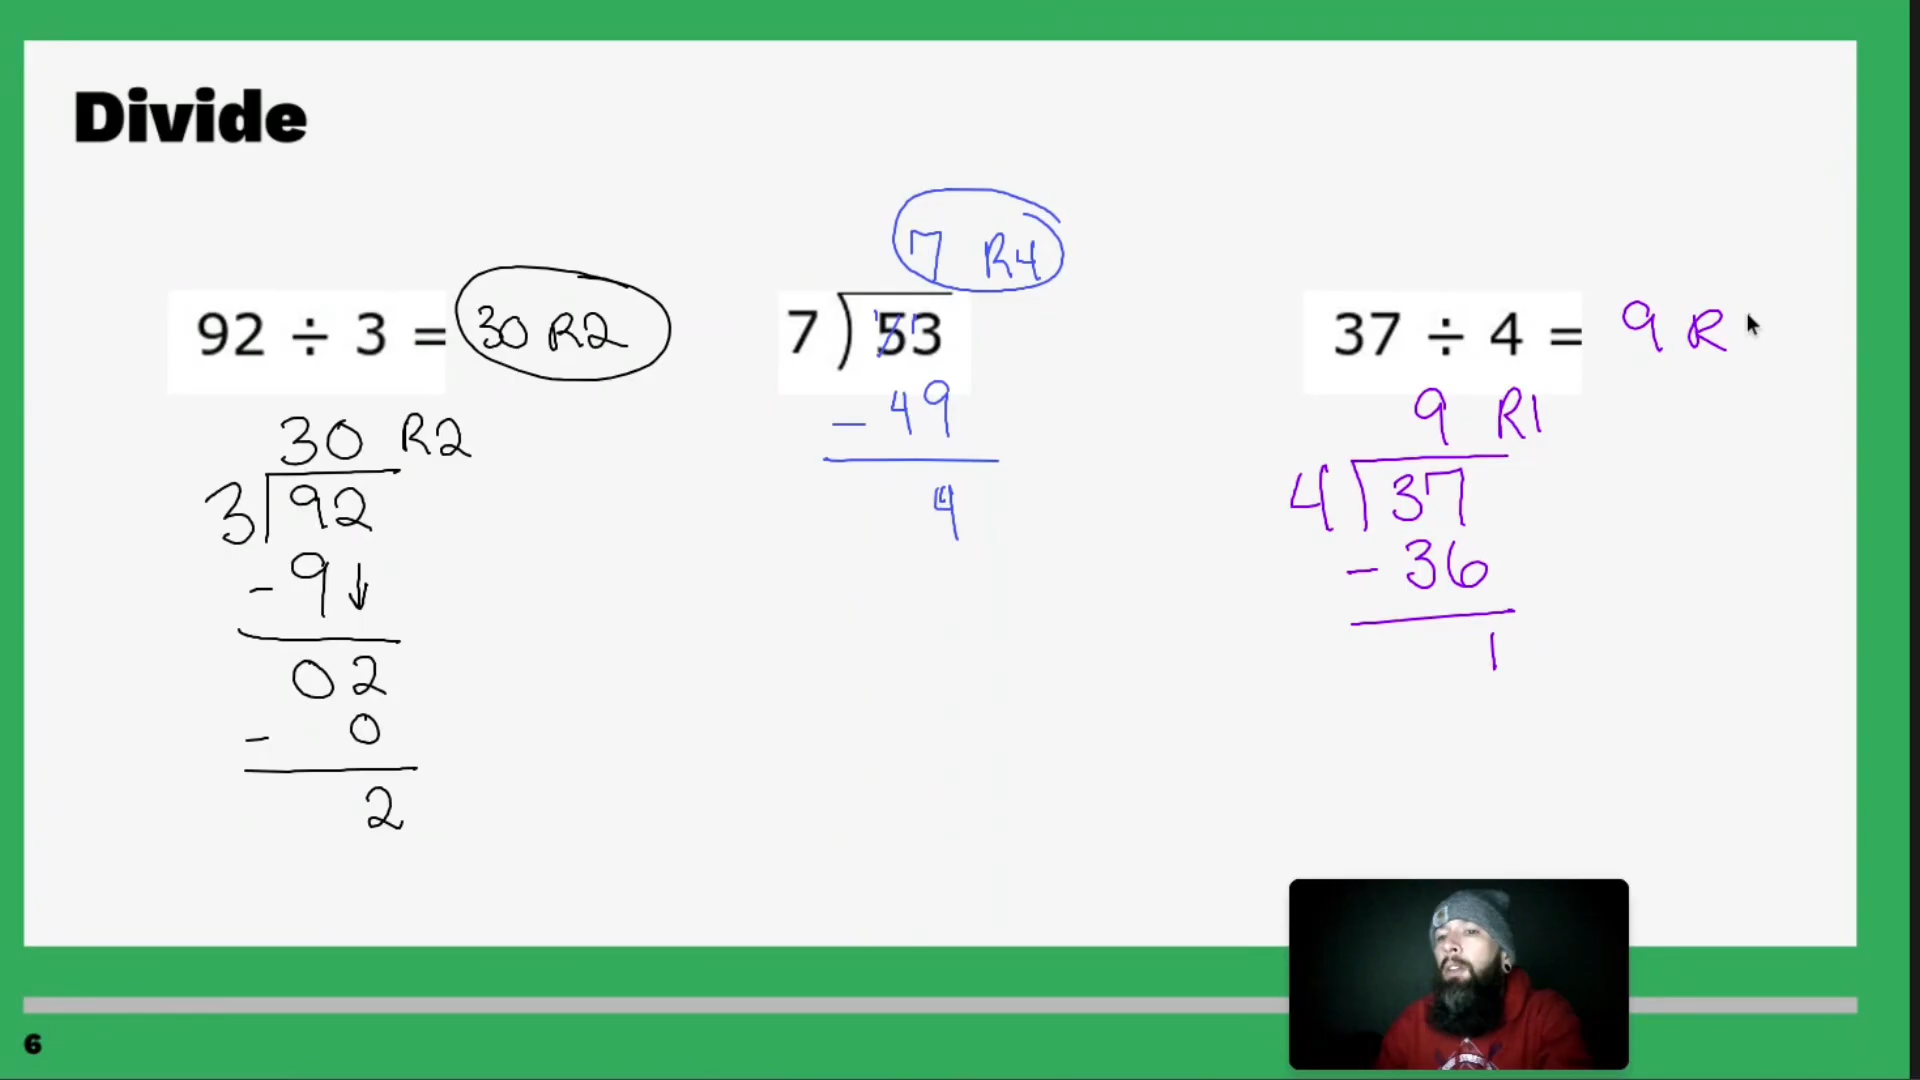 Divide
92 ÷ 3 = 30 R2
30 R2
3 92
- 9 ↓
02
- 0
2
7 R4
7 ) 53
- 49
4
37 ÷ 4 = 9 R
9 R1
4 37
- 36
1
6